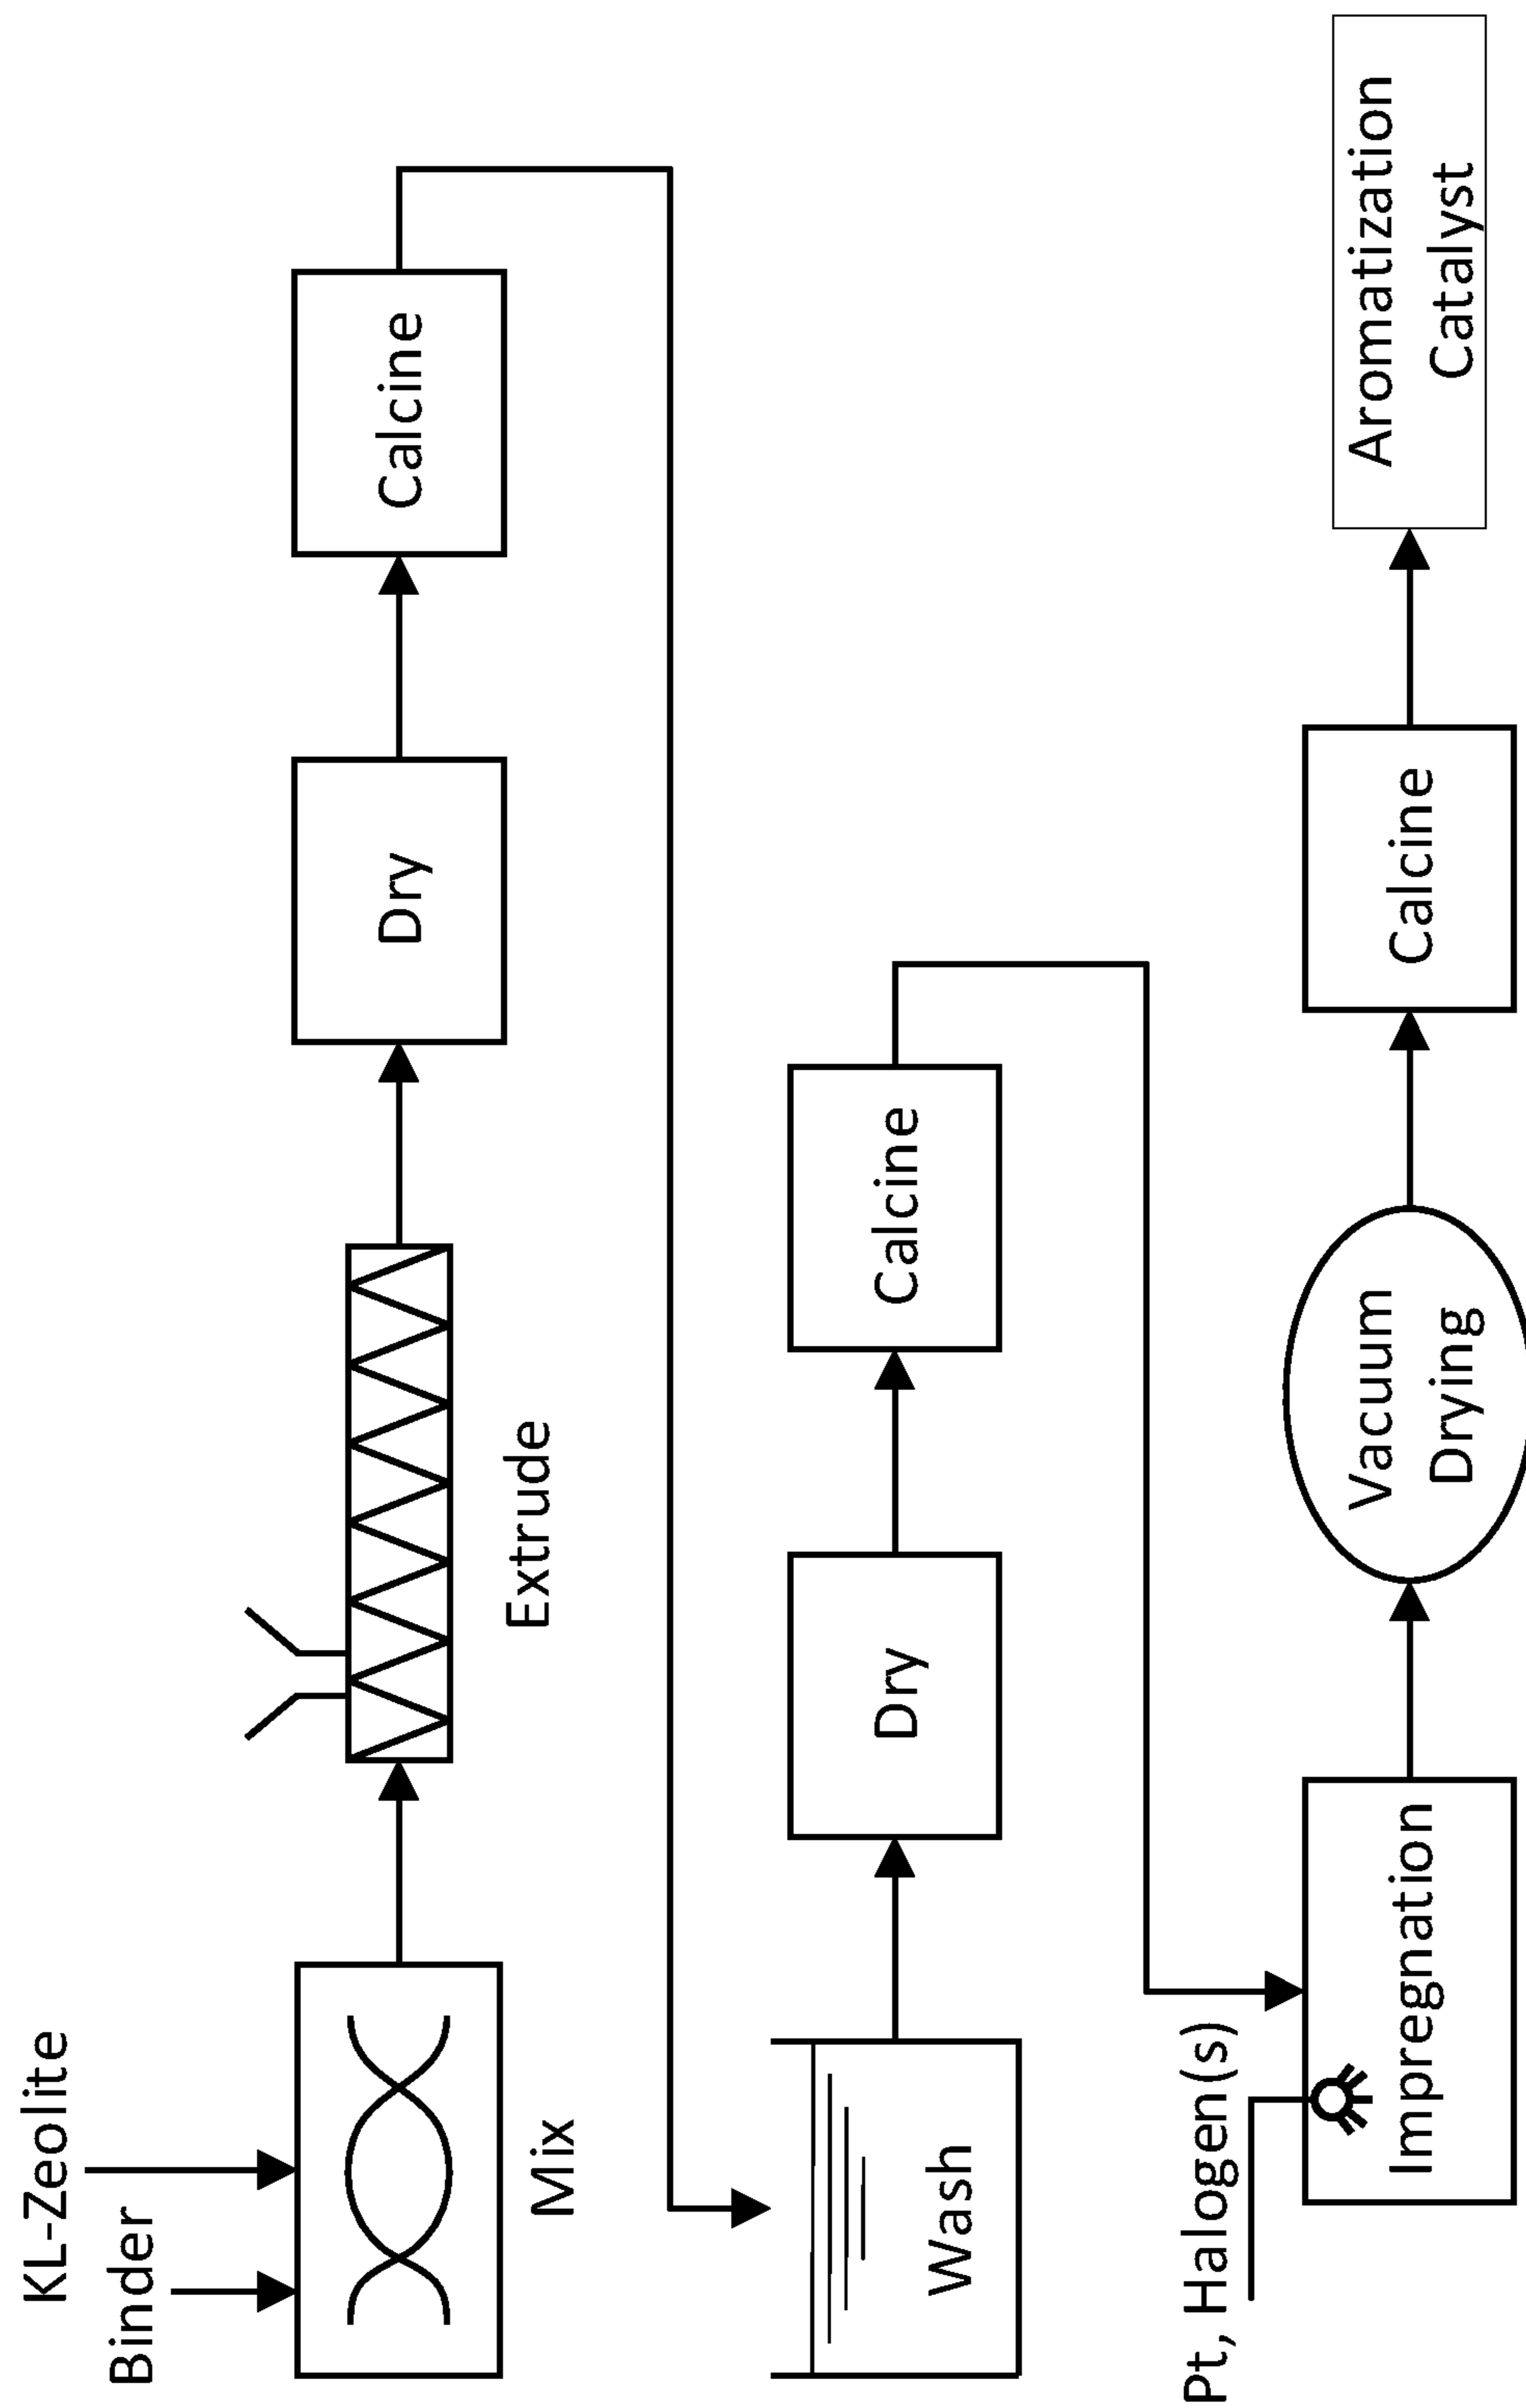 KL-Zeolite
Binder
Mix
Extrude
Dry
Calcine
Wash
Dry
Calcine
Pt, Halogen(s)
Impregnation
Vacuum
Drying
Calcine
Aromatization
Catalyst